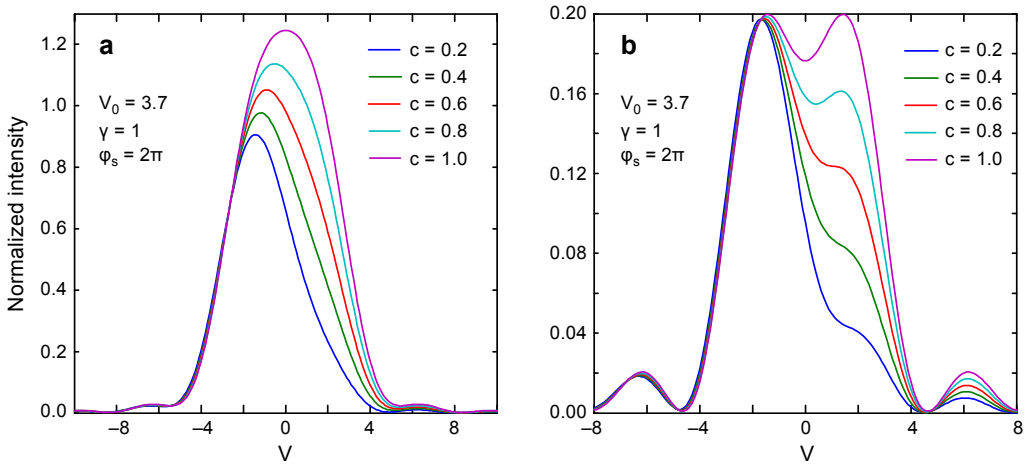 Normalized intensity
1.2
1.0
0.8
0.6
0.4
0.2
0.0
a
V₀ = 3.7
γ = 1
φₛ = 2π
c = 0.2
c = 0.4
c = 0.6
c = 0.8
c = 1.0
−8 −4 0 4 8
V
0.20
0.16
0.12
0.08
0.04
0.00
b
V₀ = 3.7
γ = 1
φₛ = 2π
c = 0.2
c = 0.4
c = 0.6
c = 0.8
c = 1.0
−8 −4 0 4 8
V